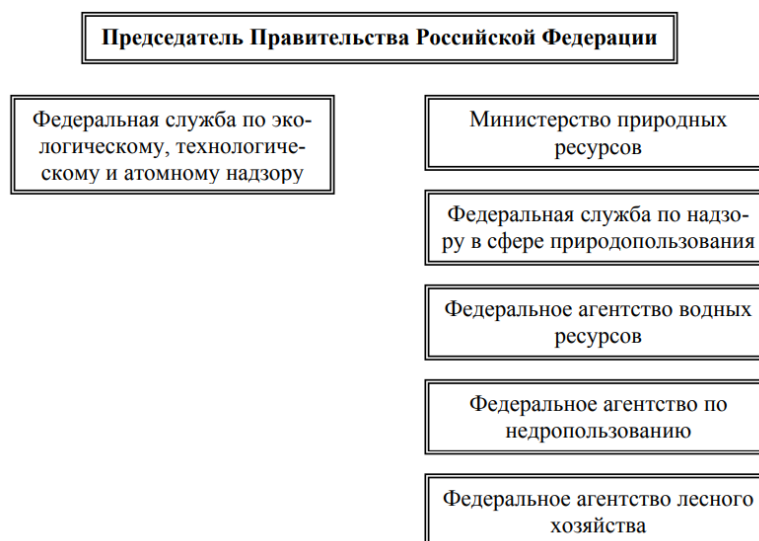 Председатель Правительства Российской Федерации
Федеральная служба по эко-
логическому, технологиче-
скому и атомному надзору
Министерство природных
ресурсов
Федеральная служба по надзо-
ру в сфере природопользования
Федеральное агентство водных
ресурсов
Федеральное агентство по
недропользованию
Федеральное агентство лесного
хозяйства